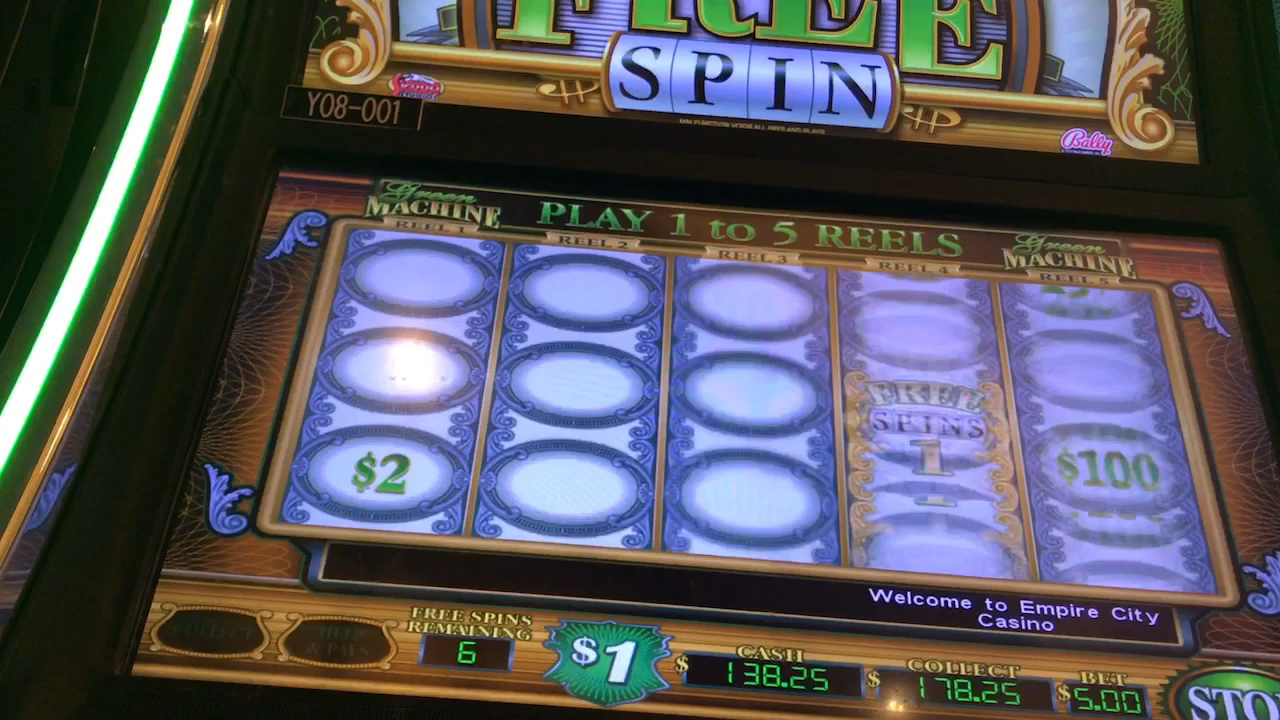 FREE
SPIN
Y08-001
Bally
Green
MACHINE
PLAY 1 to 5 REELS
Green
MACHINE
REEL 1
REEL 2
REEL 3
REEL 4
REEL 5
FREE
SPINS
1
$2
$100
Welcome to Empire City
Casino
FREE SPINS
REMAINING
6
$1
CASH
$ 138.25
COLLECT
$ 178.25
BET
$5.00